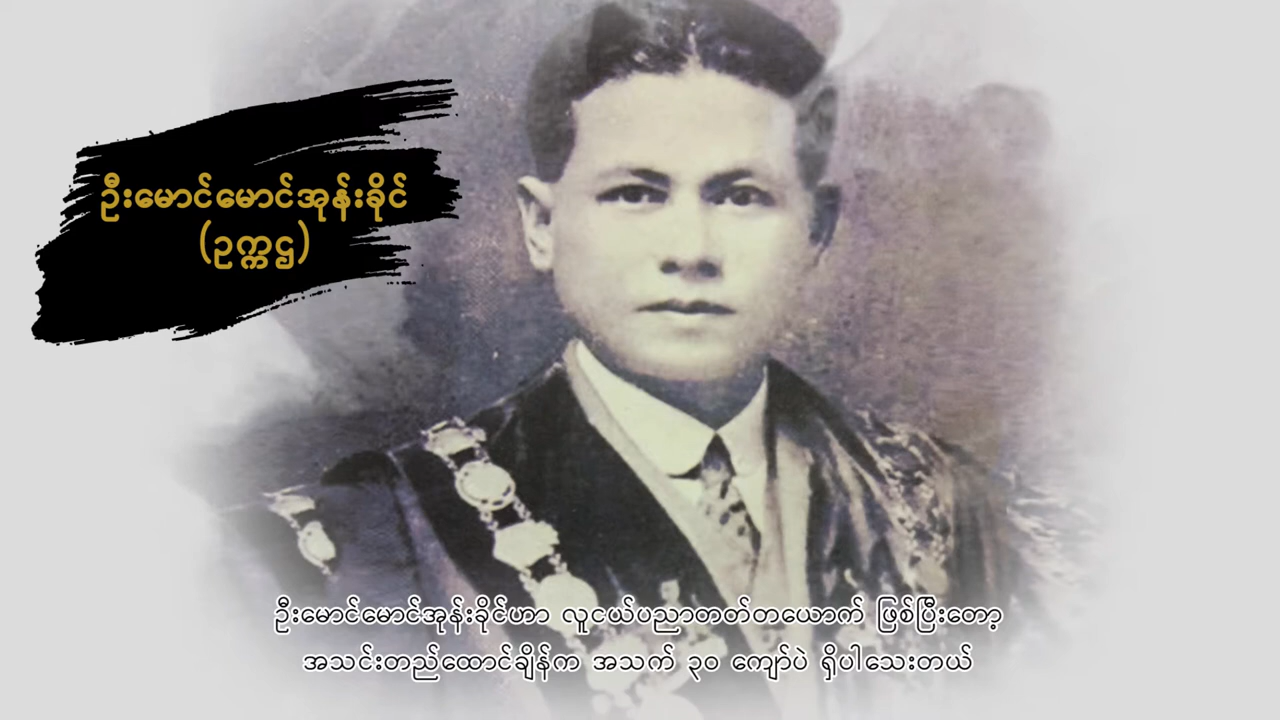 ဦးမောင်မောင်အုန်းခိုင်
(ဥက္ကဌ)
ဦးမောင်မောင်အုန်းခိုင်ဟာ လူငယ်ပညာတတ်တယောက် ဖြစ်ပြီးတော့
အသင်းတည်ထောင်ချိန်က အသက် ၃၀ ကျော်ပဲ ရှိပါသေးတယ်